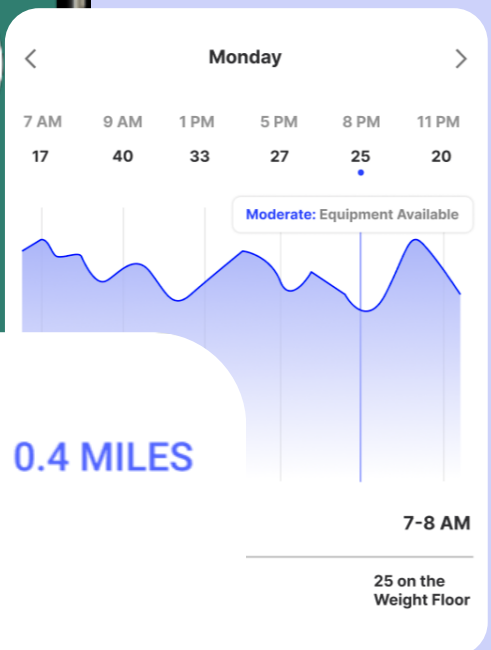 Monday
7 AM 9 AM 1 PM 5 PM 8 PM 11 PM
17 40 33 27 25 20
Moderate: Equipment Available
0.4 MILES
7-8 AM
25 on the
Weight Floor